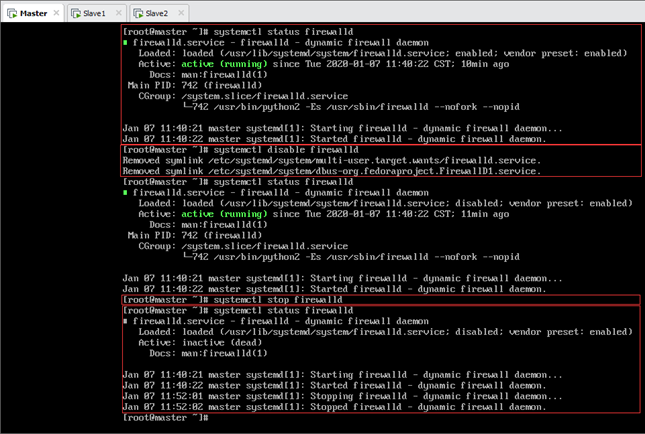 Master Slave1 Slave2
[root@master ~]# systemctl status firewalld
firewalld.service - firewalld - dynamic firewall daemon
Loaded: loaded (/usr/lib/systemd/system/firewalld.service; enabled; vendor preset: enabled)
Active: active (running) since Tue 2020-01-07 11:40:22 CST; 10min ago
Docs: man:firewalld(1)
Main PID: 742 (firewalld)
CGroup: /system.slice/firewalld.service
└─742 /usr/bin/python2 -Es /usr/sbin/firewalld --nofork --nopid
Jan 07 11:40:21 master systemd[1]: Starting firewalld - dynamic firewall daemon...
Jan 07 11:40:22 master systemd[1]: Started firewalld - dynamic firewall daemon.
[root@master ~]# systemctl disable firewalld
Removed symlink /etc/systemd/system/multi-user.target.wants/firewalld.service.
Removed symlink /etc/systemd/system/dbus-org.fedoraproject.FirewallD1.service.
[root@master ~]# systemctl status firewalld
firewalld.service - firewalld - dynamic firewall daemon
Loaded: loaded (/usr/lib/systemd/system/firewalld.service; disabled; vendor preset: enabled)
Active: active (running) since Tue 2020-01-07 11:40:22 CST; 11min ago
Docs: man:firewalld(1)
Main PID: 742 (firewalld)
CGroup: /system.slice/firewalld.service
└─742 /usr/bin/python2 -Es /usr/sbin/firewalld --nofork --nopid
Jan 07 11:40:21 master systemd[1]: Starting firewalld - dynamic firewall daemon...
Jan 07 11:40:22 master systemd[1]: Started firewalld - dynamic firewall daemon.
[root@master ~]# systemctl stop firewalld
[root@master ~]# systemctl status firewalld
firewalld.service - firewalld - dynamic firewall daemon
Loaded: loaded (/usr/lib/systemd/system/firewalld.service; disabled; vendor preset: enabled)
Active: inactive (dead)
Docs: man:firewalld(1)
Jan 07 11:40:21 master systemd[1]: Starting firewalld - dynamic firewall daemon...
Jan 07 11:40:22 master systemd[1]: Started firewalld - dynamic firewall daemon.
Jan 07 11:52:01 master systemd[1]: Stopping firewalld - dynamic firewall daemon...
Jan 07 11:52:02 master systemd[1]: Stopped firewalld - dynamic firewall daemon.
[root@master ~]#